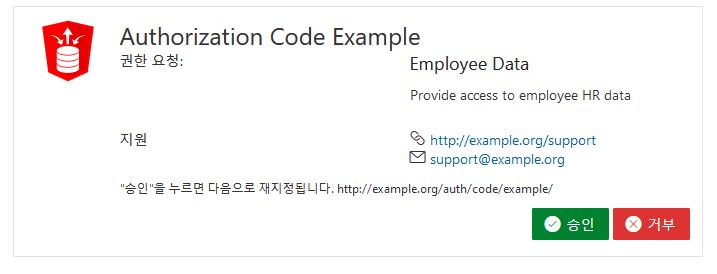 Authorization Code Example
권한 요청:
Employee Data
Provide access to employee HR data
지원
http://example.org/support
support@example.org
"승인"을 누르면 다음으로 재지정됩니다. http://example.org/auth/code/example/
승인 거부